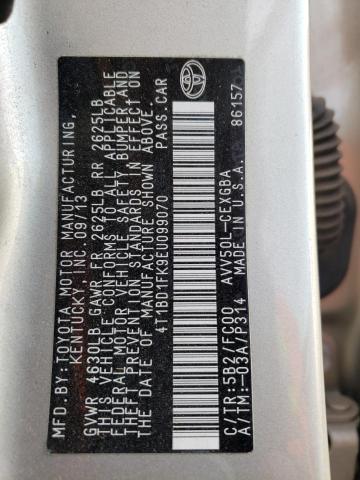 MFD.BY:TOYOTA MOTOR MANUFACTURING,
KENTUCKY,INC. 09/13
GVWR 4630LB GAWR FR 2625LB RR 2625LB
THIS VEHICLE CONFORMS TO ALL APPLICABLE
FEDERAL MOTOR VEHICLE SAFETY,BUMPER,AND
THEFT PREVENTION STANDARDS IN EFFECT ON
THE DATE OF MANUFACTURE SHOWN ABOVE.
4T1BD1FK9EU099070 PASS.CAR
C/TR:5B2/FC00 AVV50L-CEXGBA
A/TM:-03A/P314 MADE IN U.S.A. 86157